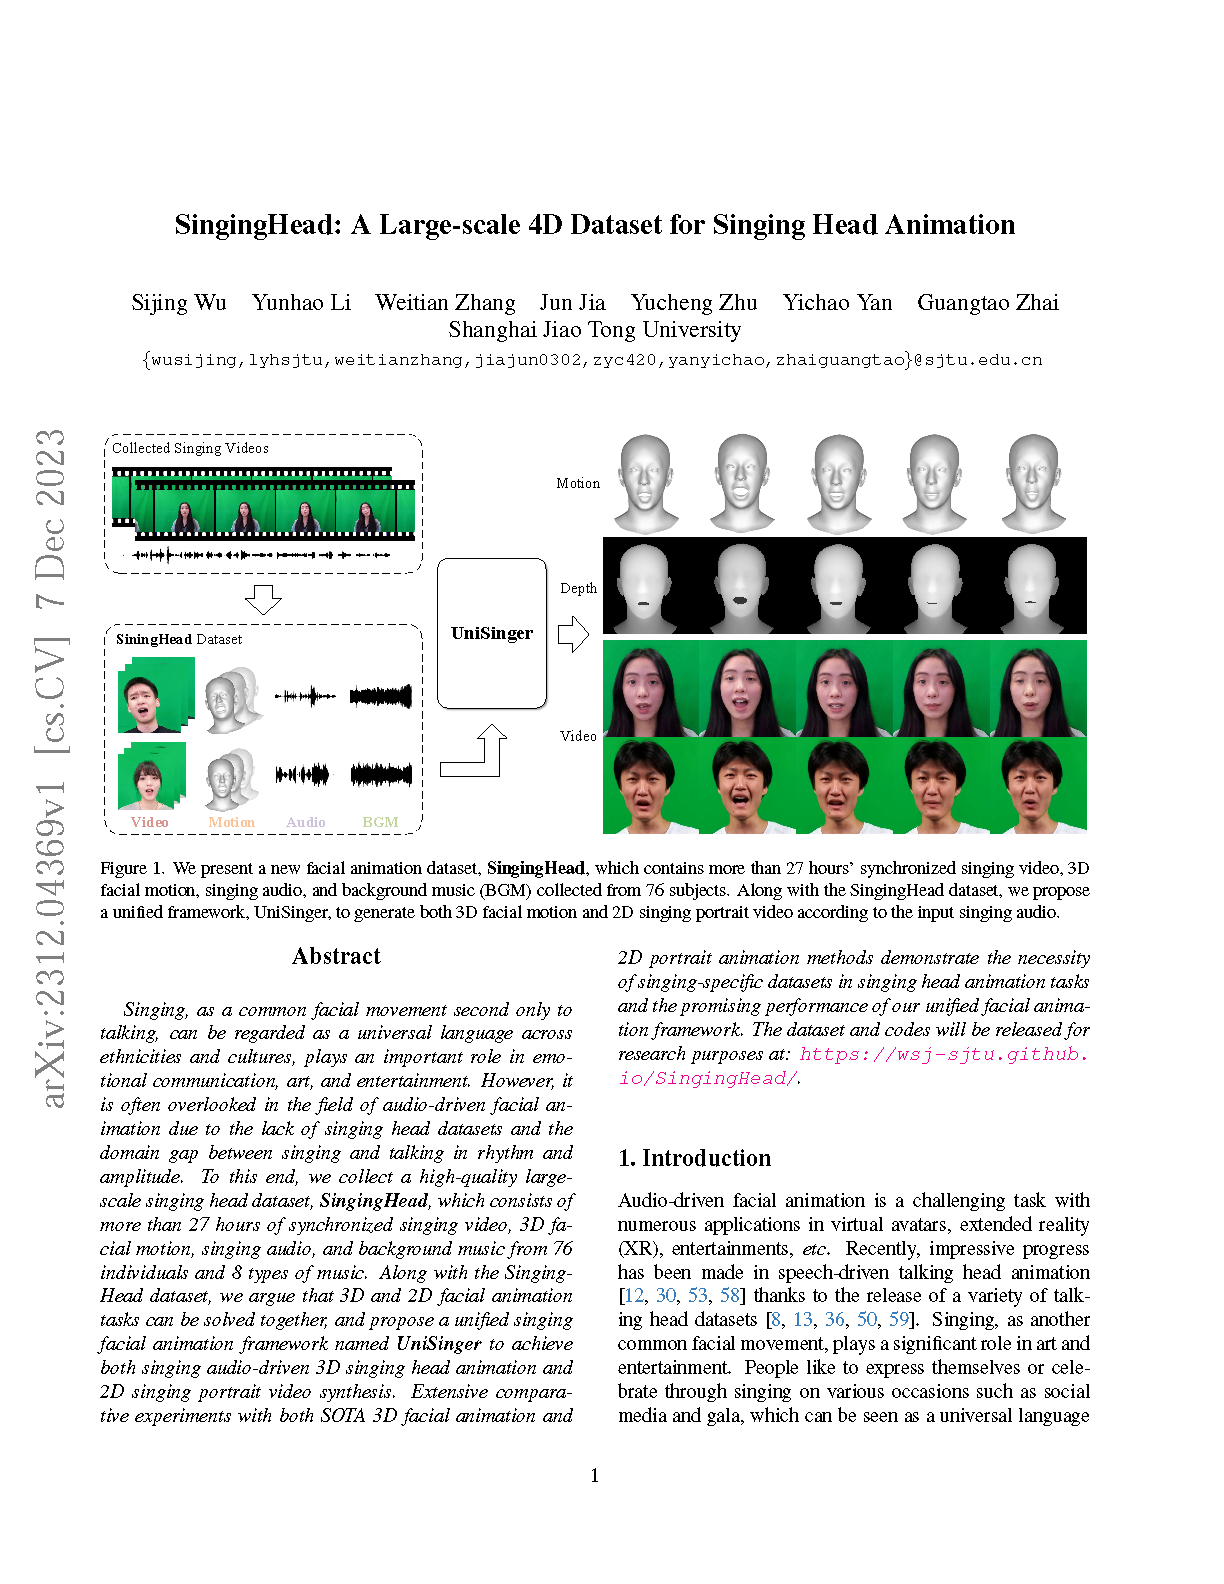 SingingHead: A Large-scale 4D Dataset for Singing Head Animation
Sijing Wu Yunhao Li Weitian Zhang Jun Jia Yucheng Zhu Yichao Yan Guangtao Zhai
Shanghai Jiao Tong University
{wusijing,lyhsjtu,weitianzhang,jiajun0302,zyc420,yanyichao,zhaiguangtao}@sjtu.edu.cn
arXiv:2312.04369v1 [cs.CV] 7 Dec 2023
Collected Singing Videos
SiningHead Dataset
Video Motion Audio BGM
UniSinger
Motion
Depth
Video
Figure 1. We present a new facial animation dataset, SingingHead, which contains more than 27 hours’ synchronized singing video, 3D
facial motion, singing audio, and background music (BGM) collected from 76 subjects. Along with the SingingHead dataset, we propose
a unified framework, UniSinger, to generate both 3D facial motion and 2D singing portrait video according to the input singing audio.
Abstract
Singing, as a common facial movement second only to
talking, can be regarded as a universal language across
ethnicities and cultures, plays an important role in emo-
tional communication, art, and entertainment. However, it
is often overlooked in the field of audio-driven facial an-
imation due to the lack of singing head datasets and the
domain gap between singing and talking in rhythm and
amplitude. To this end, we collect a high-quality large-
scale singing head dataset, SingingHead, which consists of
more than 27 hours of synchronized singing video, 3D fa-
cial motion, singing audio, and background music from 76
individuals and 8 types of music. Along with the Singing-
Head dataset, we argue that 3D and 2D facial animation
tasks can be solved together, and propose a unified singing
facial animation framework named UniSinger to achieve
both singing audio-driven 3D singing head animation and
2D singing portrait video synthesis. Extensive compara-
tive experiments with both SOTA 3D facial animation and
2D portrait animation methods demonstrate the necessity
of singing-specific datasets in singing head animation tasks
and the promising performance of our unified facial anima-
tion framework. The dataset and codes will be released for
research purposes at: https://wsj-sjtu.github.
io/SingingHead/.
1. Introduction
Audio-driven facial animation is a challenging task with
numerous applications in virtual avatars, extended reality
(XR), entertainments, etc. Recently, impressive progress
has been made in speech-driven talking head animation
[12, 30, 53, 58] thanks to the release of a variety of talk-
ing head datasets [8, 13, 36, 50, 59]. Singing, as another
common facial movement, plays a significant role in art and
entertainment. People like to express themselves or cele-
brate through singing on various occasions such as social
media and gala, which can be seen as a universal language
1